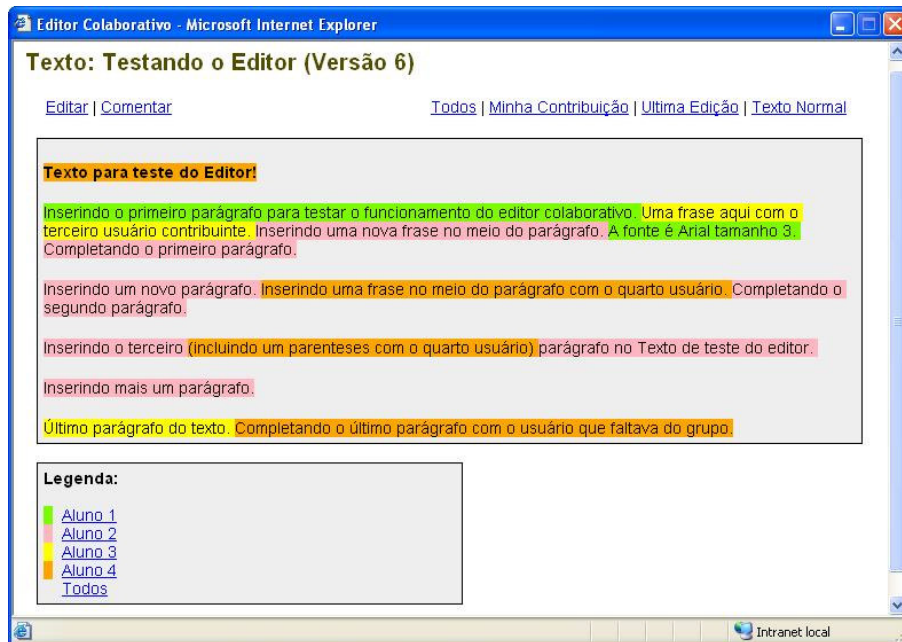 Editor Colaborativo - Microsoft Internet Explorer
Texto: Testando o Editor (Versão 6)
Editar | Comentar Todos | Minha Contribuição | Ultima Edição | Texto Normal
Texto para teste do Editor!
Inserindo o primeiro parágrafo para testar o funcionamento do editor colaborativo. Uma frase aqui com o
terceiro usuário contribuinte. Inserindo uma nova frase no meio do parágrafo. A fonte é Arial tamanho 3.
Completando o primeiro parágrafo.
Inserindo um novo parágrafo. Inserindo uma frase no meio do parágrafo com o quarto usuário. Completando o
segundo parágrafo.
Inserindo o terceiro (incluindo um parenteses com o quarto usuário) parágrafo no Texto de teste do editor.
Inserindo mais um parágrafo.
Último parágrafo do texto. Completando o último parágrafo com o usuário que faltava do grupo.
Legenda:
Aluno 1
Aluno 2
Aluno 3
Aluno 4
Todos
Intranet local